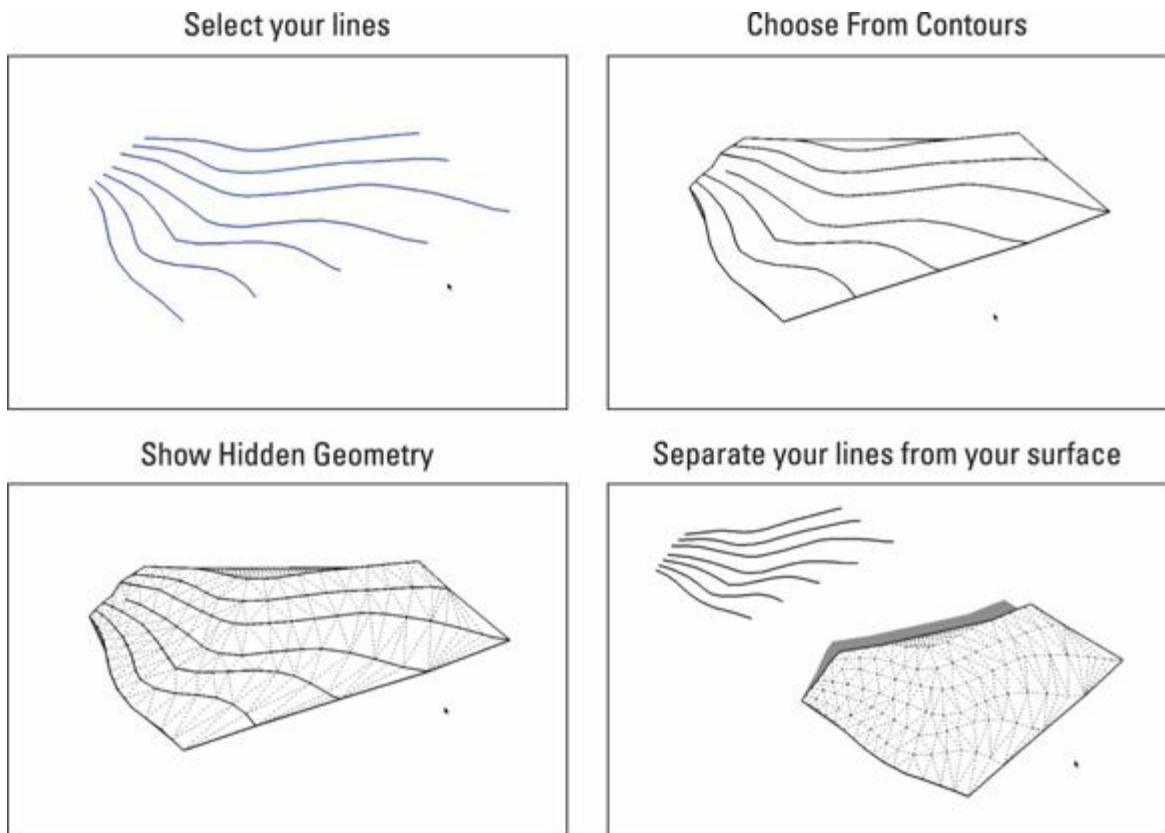 Select your lines
Choose From Contours
Show Hidden Geometry
Separate your lines from your surface